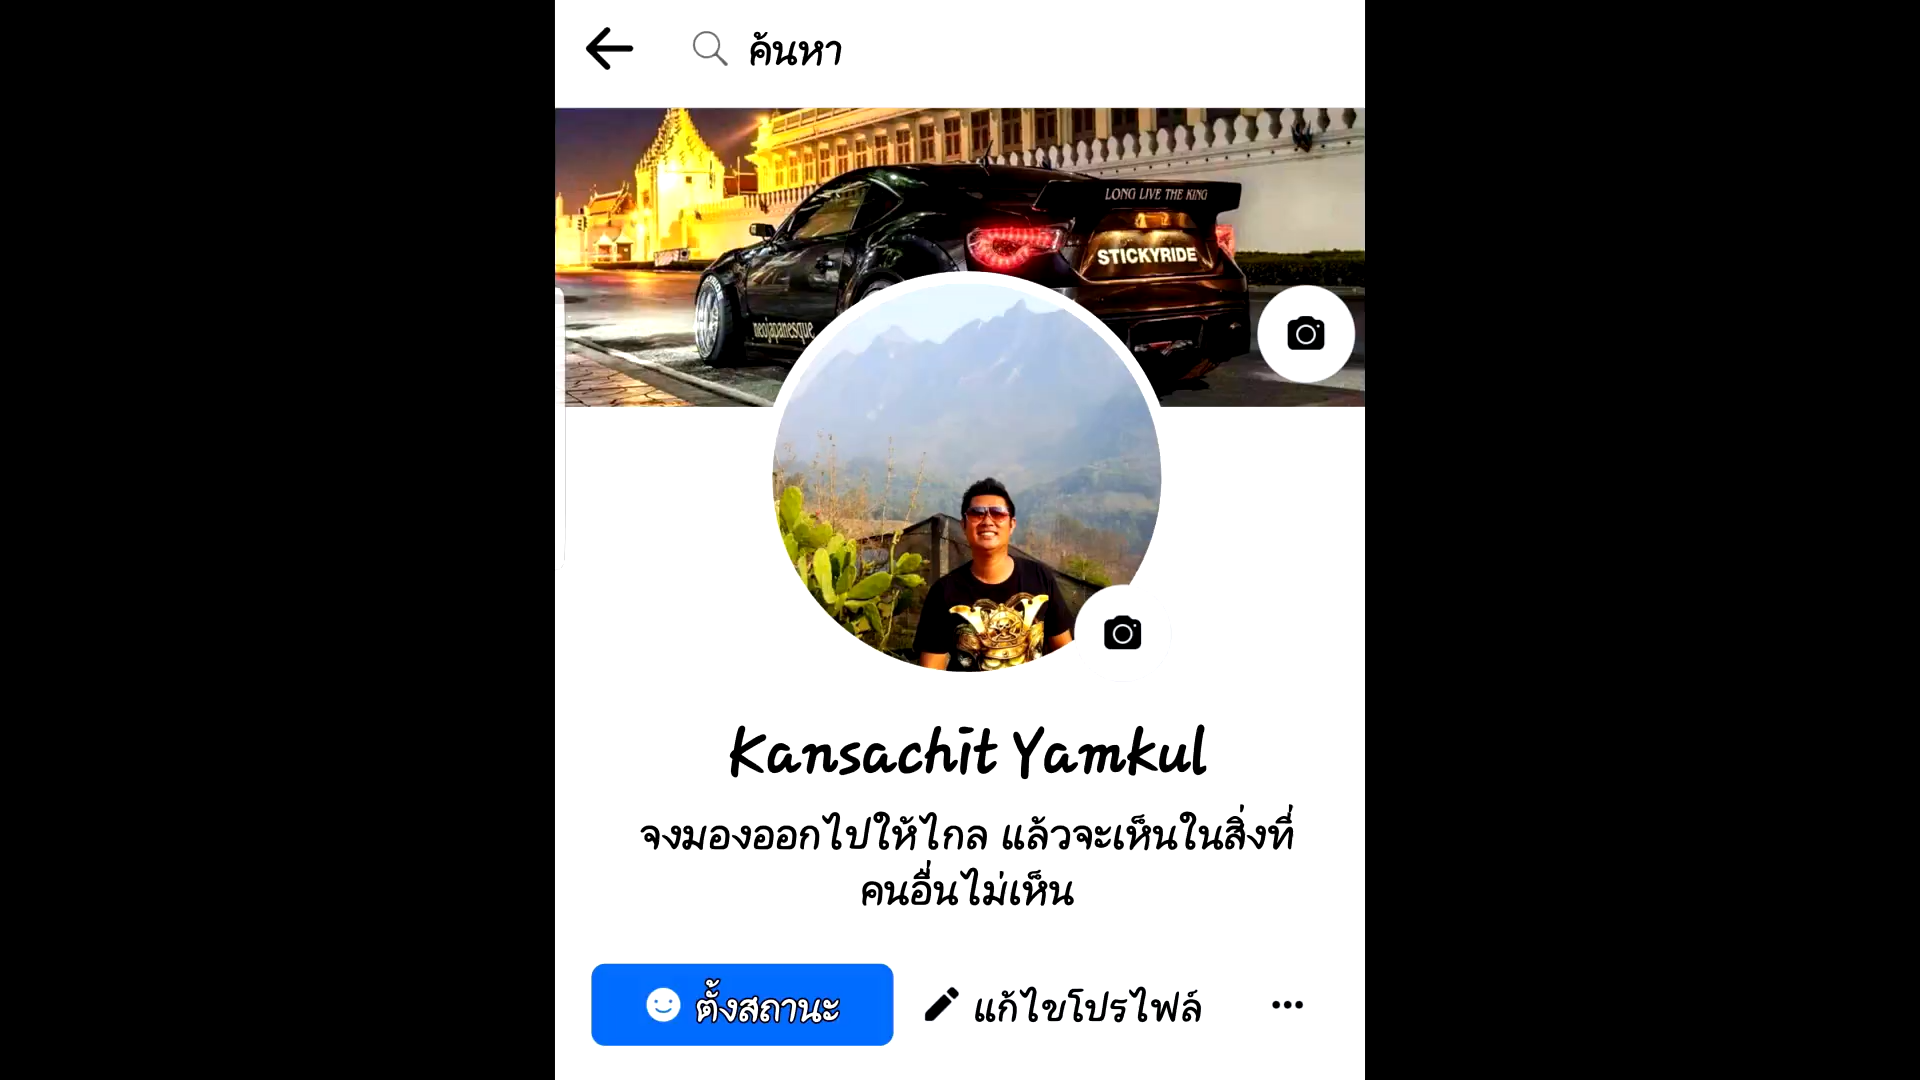 ค้นหา
LONG LIVE THE KING
STICKYRIDE
neojapanesque
Kansachit Yamkul
จงมองออกไปให้ไกล แล้วจะเห็นในสิ่งที่
คนอื่นไม่เห็น
ตั้งสถานะ
แก้ไขโปรไฟล์